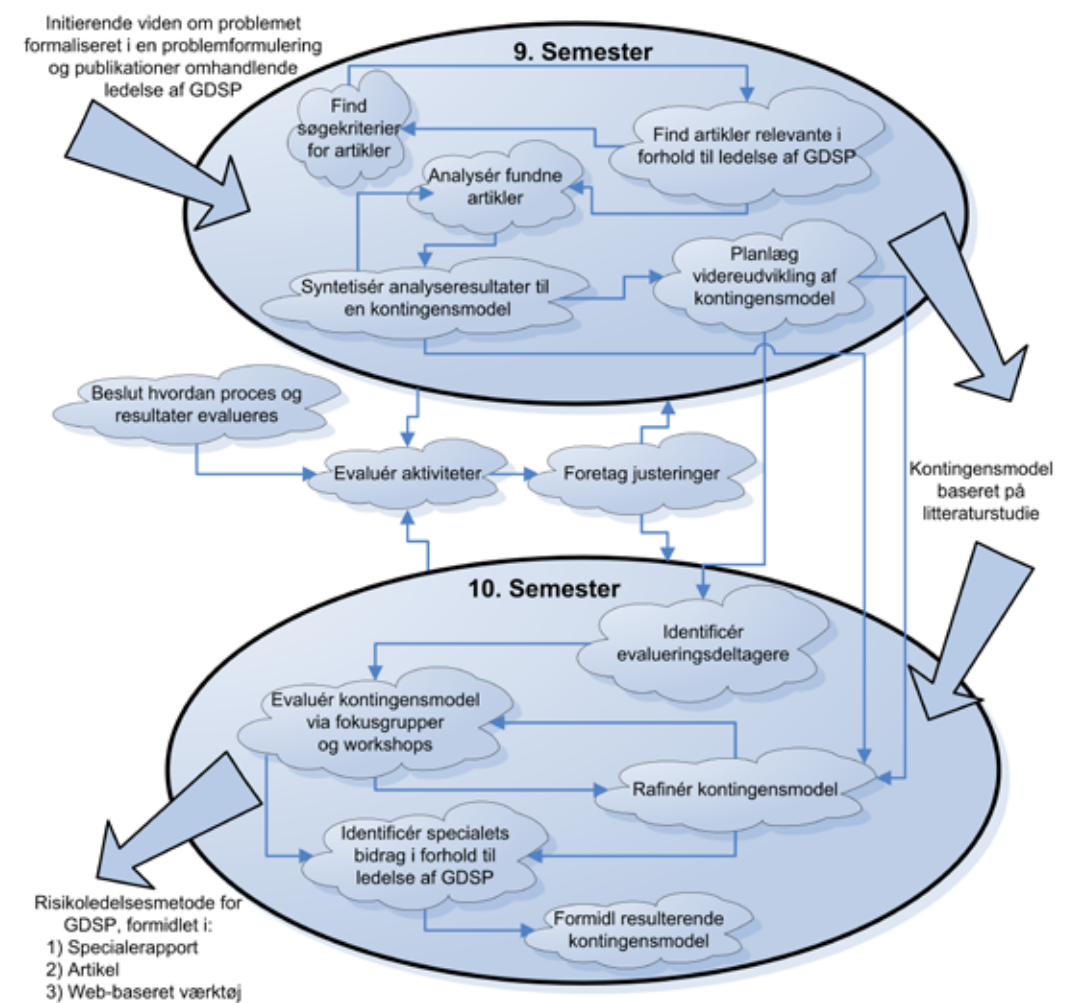 Initierende viden om problemet
formaliseret i en problemformulering
og publikationer omhandlende
ledelse af GDSP
9. Semester
Find
søgekriterier
for artikler
Find artikler relevante i
forhold til ledelse af GDSP
Analysér fundne
artikler
Syntetisér analyseresultater til
en kontingensmodel
Planlæg
videreudvikling af
kontingensmodel
Beslut hvordan proces og
resultater evalueres
Evaluér aktiviteter
Foretag justeringer
Kontingensmodel
baseret på
litteraturstudie
10. Semester
Identificér
evalueringsdeltagere
Evaluér kontingensmodel
via fokusgrupper
og workshops
Rafinér kontingensmodel
Identificér specialets
bidrag i forhold til
ledelse af GDSP
Formidl resulterende
kontingensmodel
Risikoledelsesmetode for
GDSP, formidlet i:
1) Specialerapport
2) Artikel
3) Web-baseret værktøj